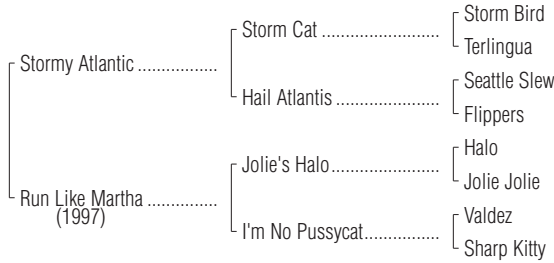 Storm Bird
Storm Cat ......................
Terlingua
Stormy Atlantic ...............
Seattle Slew
Hail Atlantis ...................
Flippers
Halo
Jolie's Halo ....................
Jolie Jolie
Run Like Martha .............
(1997)
Valdez
I'm No Pussycat..............
Sharp Kitty